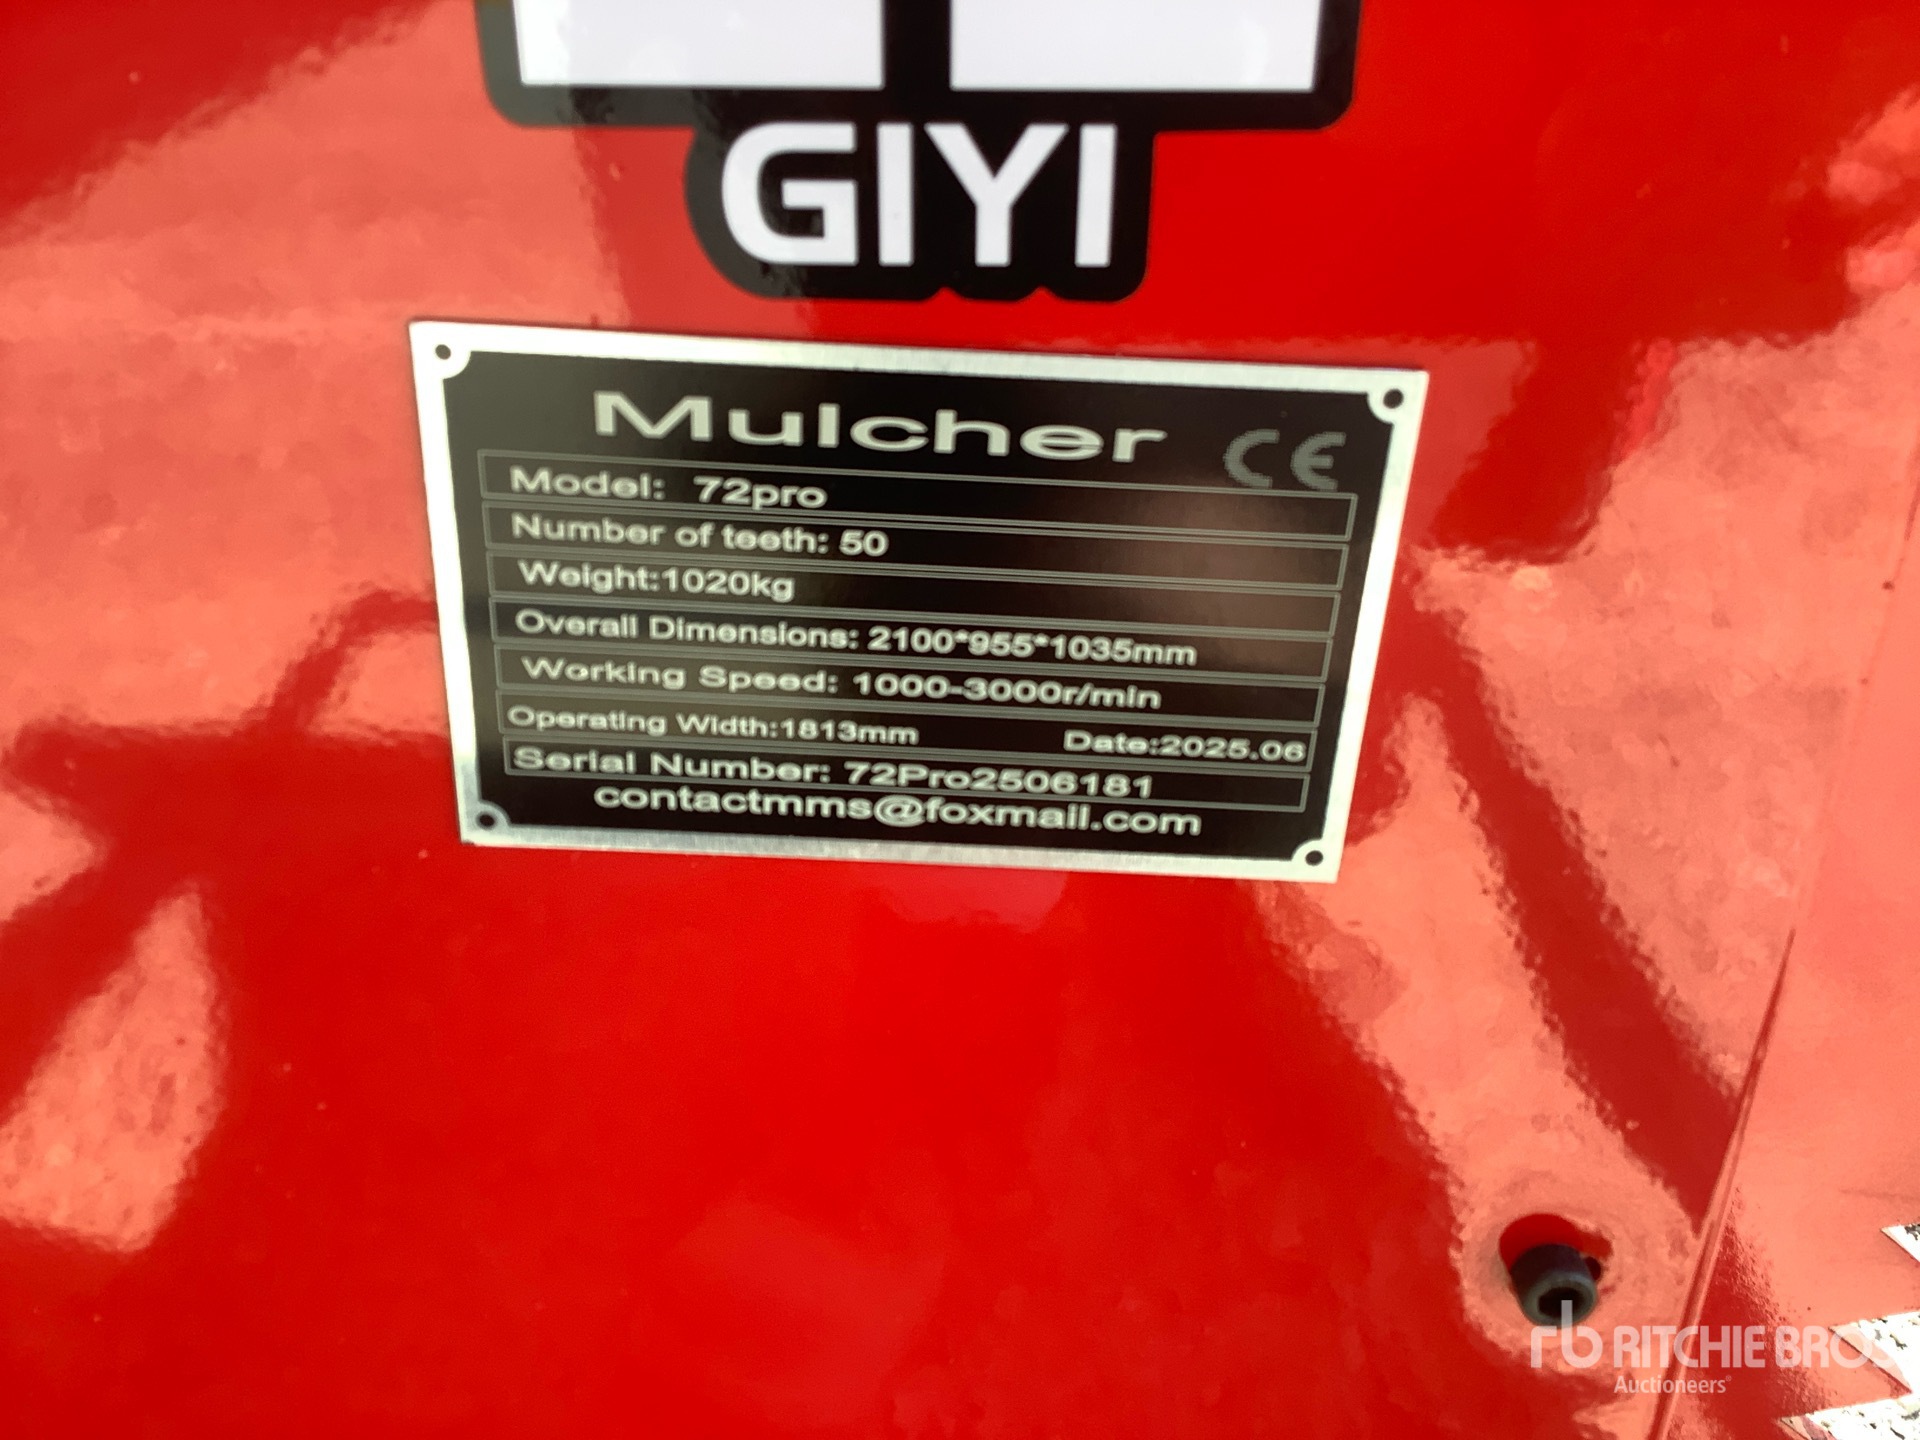 GIYI
Mulcher CE
Model: 72pro
Number of teeth: 50
Weight:1020kg
Overall Dimensions: 2100*955*1035mm
Working Speed: 1000-3000r/min
Operating Width:1813mm Date:2025.06
Serial Number: 72Pro2506181
contactmms@foxmail.com
rb RITCHIE BROS
Auctioneers